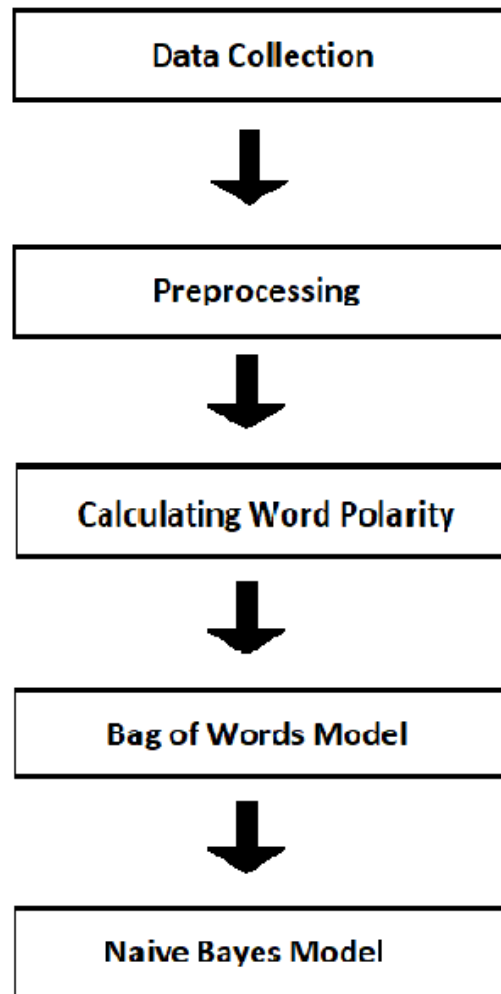 Data Collection
Preprocessing
Calculating Word Polarity
Bag of Words Model
Naive Bayes Model